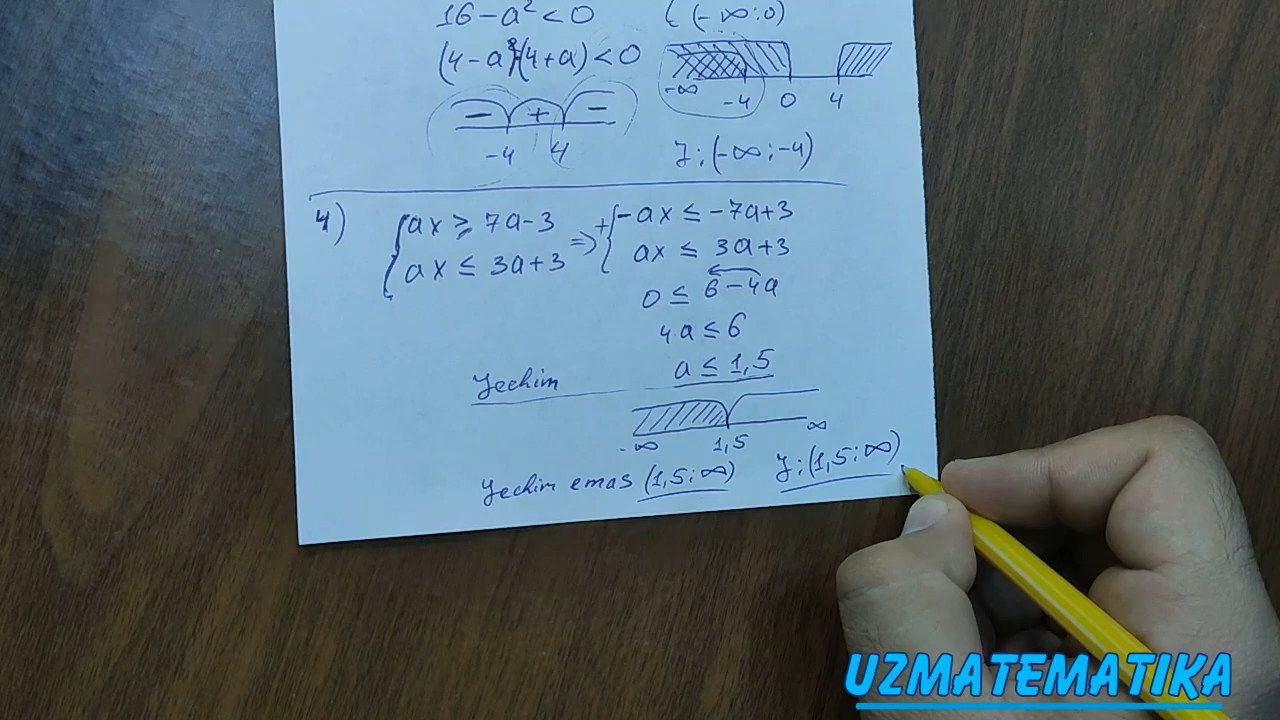 16-a² < 0
(4-a)(4+a) < 0
- + -
-4 4
(-∞:0)
-∞ -4 0 4
J: (-∞:-4)
4) { ax ≥ 7a-3 => + { -ax ≤ -7a+3
ax ≤ 3a+3 ax ≤ 3a+3
0 ≤ 6-4a
4a ≤ 6
a ≤ 1,5
Yechim
-∞ 1,5 ∞
Yechim emas (1,5:∞) J: (1,5:∞)
UZMATEMATIKA